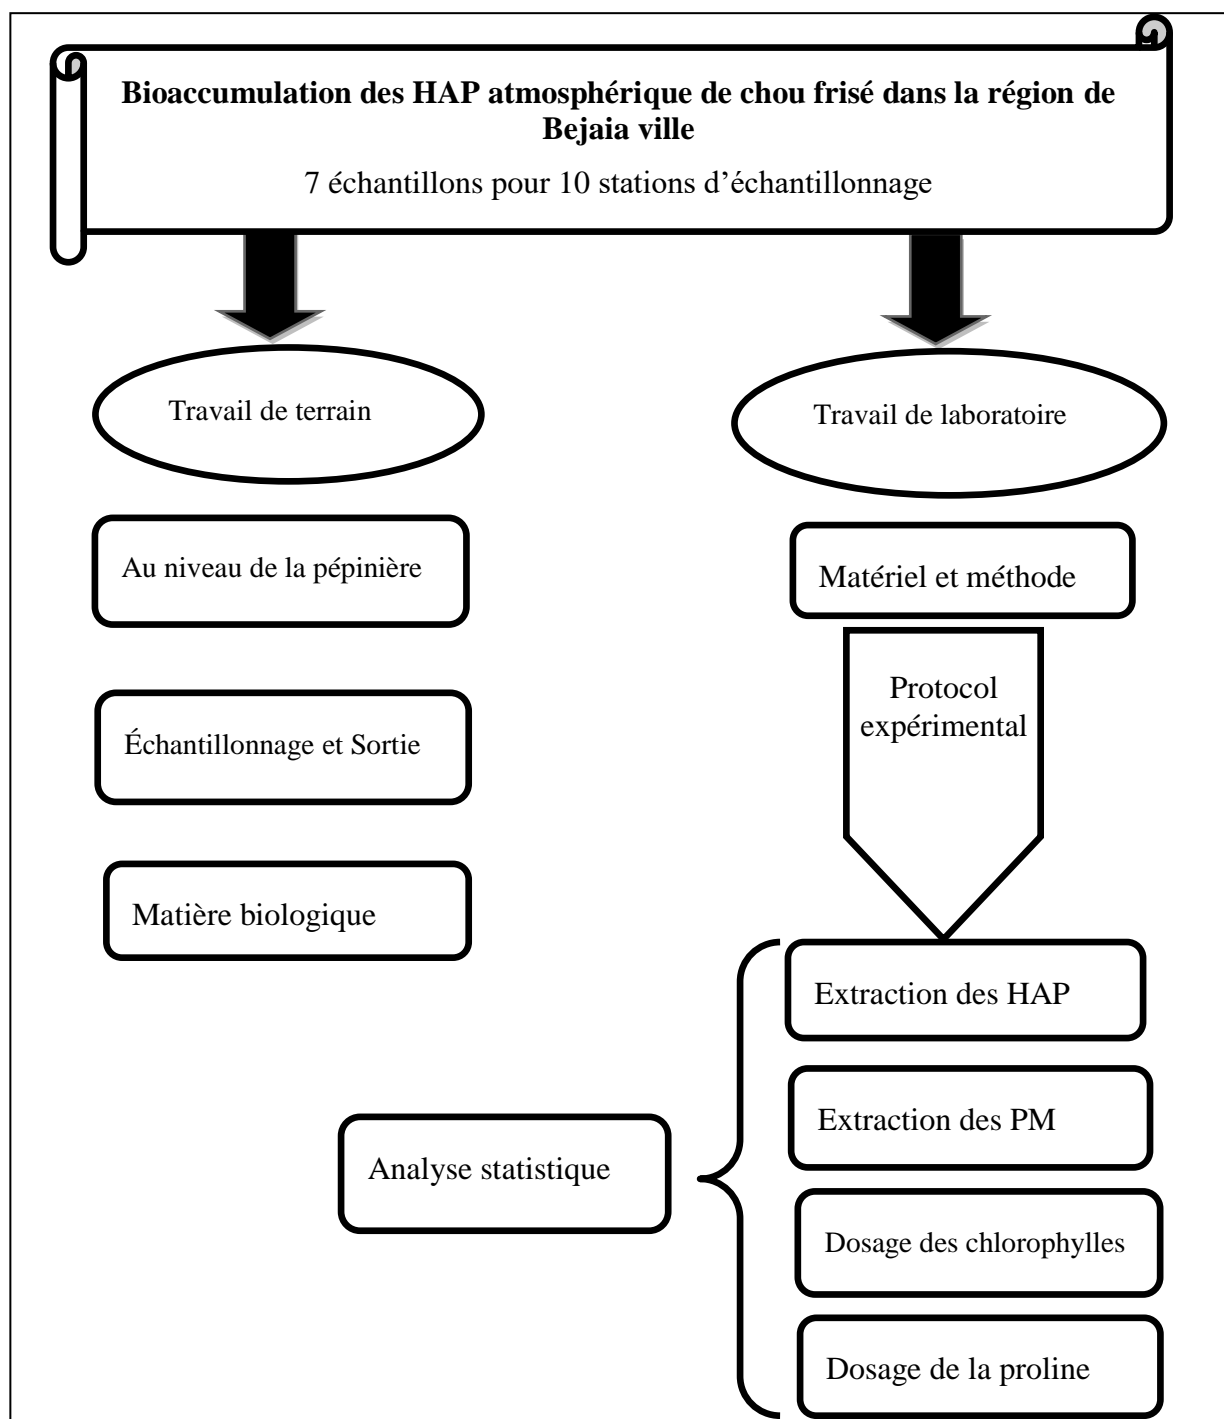 Bioaccumulation des HAP atmosphérique de chou frisé dans la région de
Bejaia ville
7 échantillons pour 10 stations d’échantillonnage
Travail de terrain
Travail de laboratoire
Au niveau de la pépinière
Matériel et méthode
Protocol
expérimental
Échantillonnage et Sortie
Matière biologique
Extraction des HAP
Extraction des PM
Analyse statistique
Dosage des chlorophylles
Dosage de la proline